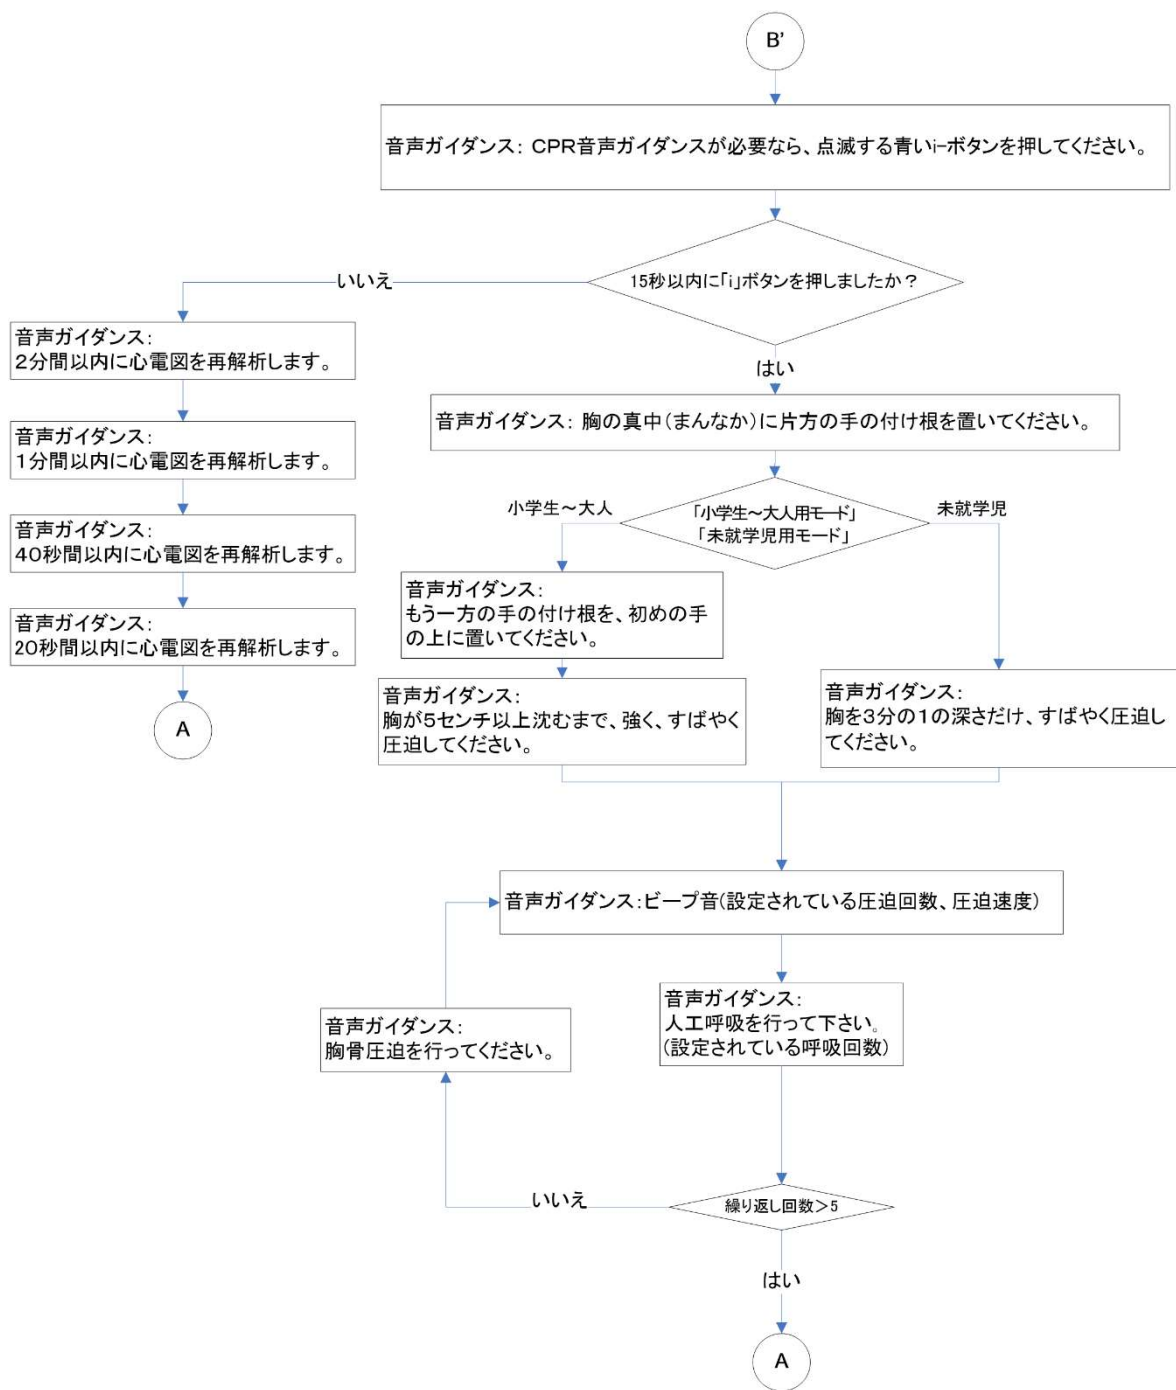 B'
音声ガイダンス: CPR音声ガイダンスが必要なら、点滅する青いi-ボタンを押してください。
15秒以内に「i」ボタンを押しましたか？
いいえ
音声ガイダンス:
2分間以内に心電図を再解析します。
音声ガイダンス:
1分間以内に心電図を再解析します。
音声ガイダンス:
40秒間以内に心電図を再解析します。
音声ガイダンス:
20秒間以内に心電図を再解析します。
A
はい
音声ガイダンス: 胸の真中(まんなか)に片方の手の付け根を置いてください。
「小学生～大人用モード」
「未就学児用モード」
小学生～大人
未就学児
音声ガイダンス:
もう一方の手の付け根を、初めの手
の上に置いてください。
音声ガイダンス:
胸が5センチ以上沈むまで、強く、すばやく
圧迫してください。
音声ガイダンス:
胸を3分の1の深さだけ、すばやく圧迫し
てください。
音声ガイダンス:ビープ音(設定されている圧迫回数、圧迫速度)
音声ガイダンス:
人工呼吸を行って下さい。
(設定されている呼吸回数)
音声ガイダンス:
胸骨圧迫を行ってください。
繰り返し回数＞5
いいえ
はい
A